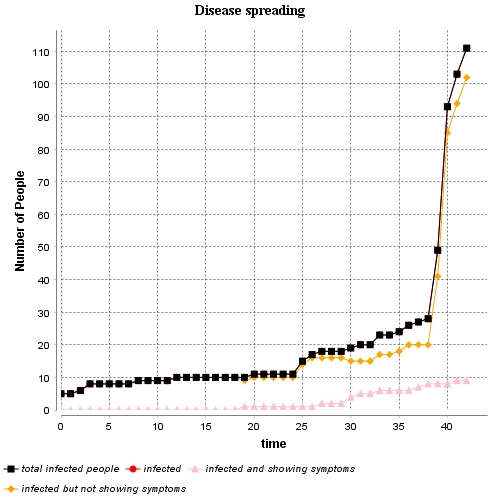 Disease spreading
Number of People
110
100
90
80
70
60
50
40
30
20
10
0
0 5 10 15 20 25 30 35 40
time
total infected people infected infected and showing symptoms
infected but not showing symptoms